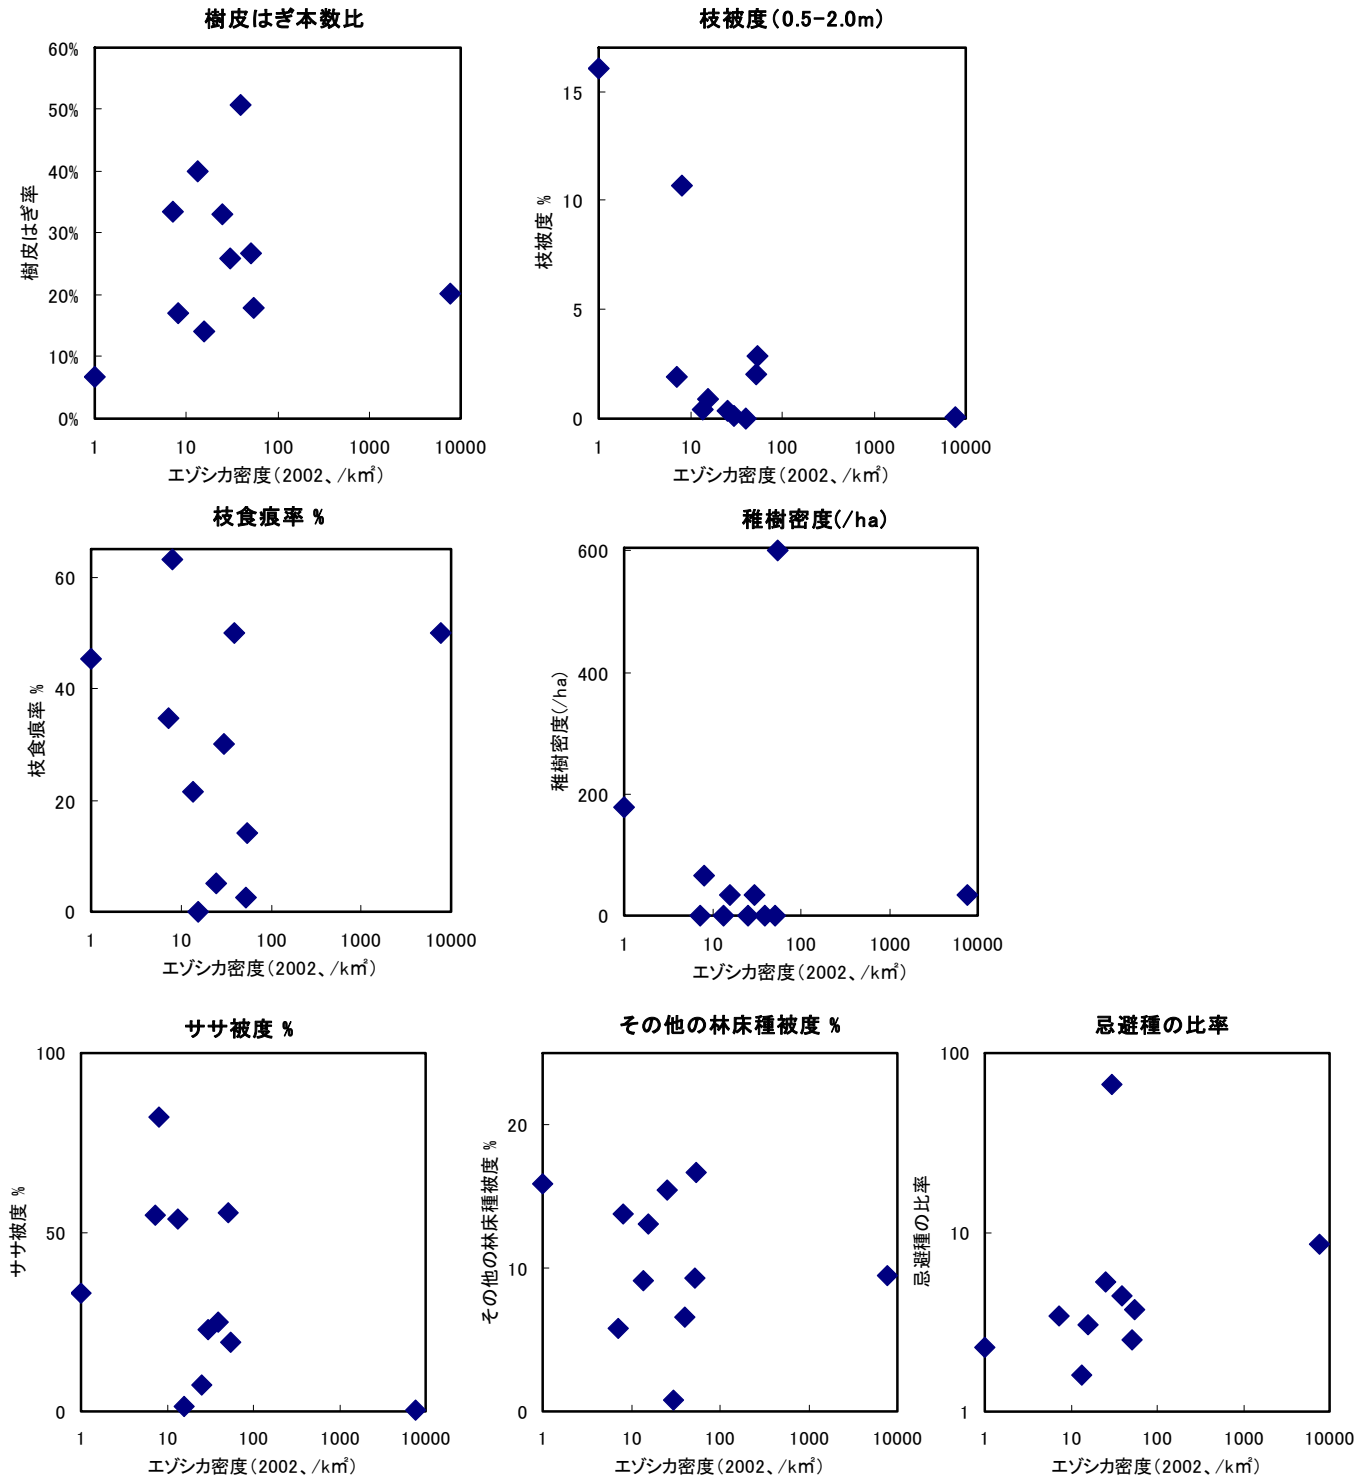 樹皮はぎ本数比
60%
50%
40%
30%
20%
10%
0%
樹皮はぎ率
1 10 100 1000 10000
エゾシカ密度(2002、/k㎡)
枝被度(0.5-2.0m)
15
10
5
0
枝被度 %
1 10 100 1000 10000
エゾシカ密度(2002、/k㎡)
枝食痕率 %
60
40
20
0
枝食痕率 %
1 10 100 1000 10000
エゾシカ密度(2002、/k㎡)
稚樹密度(/ha)
600
400
200
0
稚樹密度(/ha)
1 10 100 1000 10000
エゾシカ密度(2002、/k㎡)
ササ被度 %
100
50
0
ササ被度 %
1 10 100 1000 10000
エゾシカ密度(2002、/k㎡)
その他の林床種被度 %
20
10
0
その他の林床種被度 %
1 10 100 1000 10000
エゾシカ密度(2002、/k㎡)
忌避種の比率
100
10
1
忌避種の比率
1 10 100 1000 10000
エゾシカ密度(2002、/k㎡)